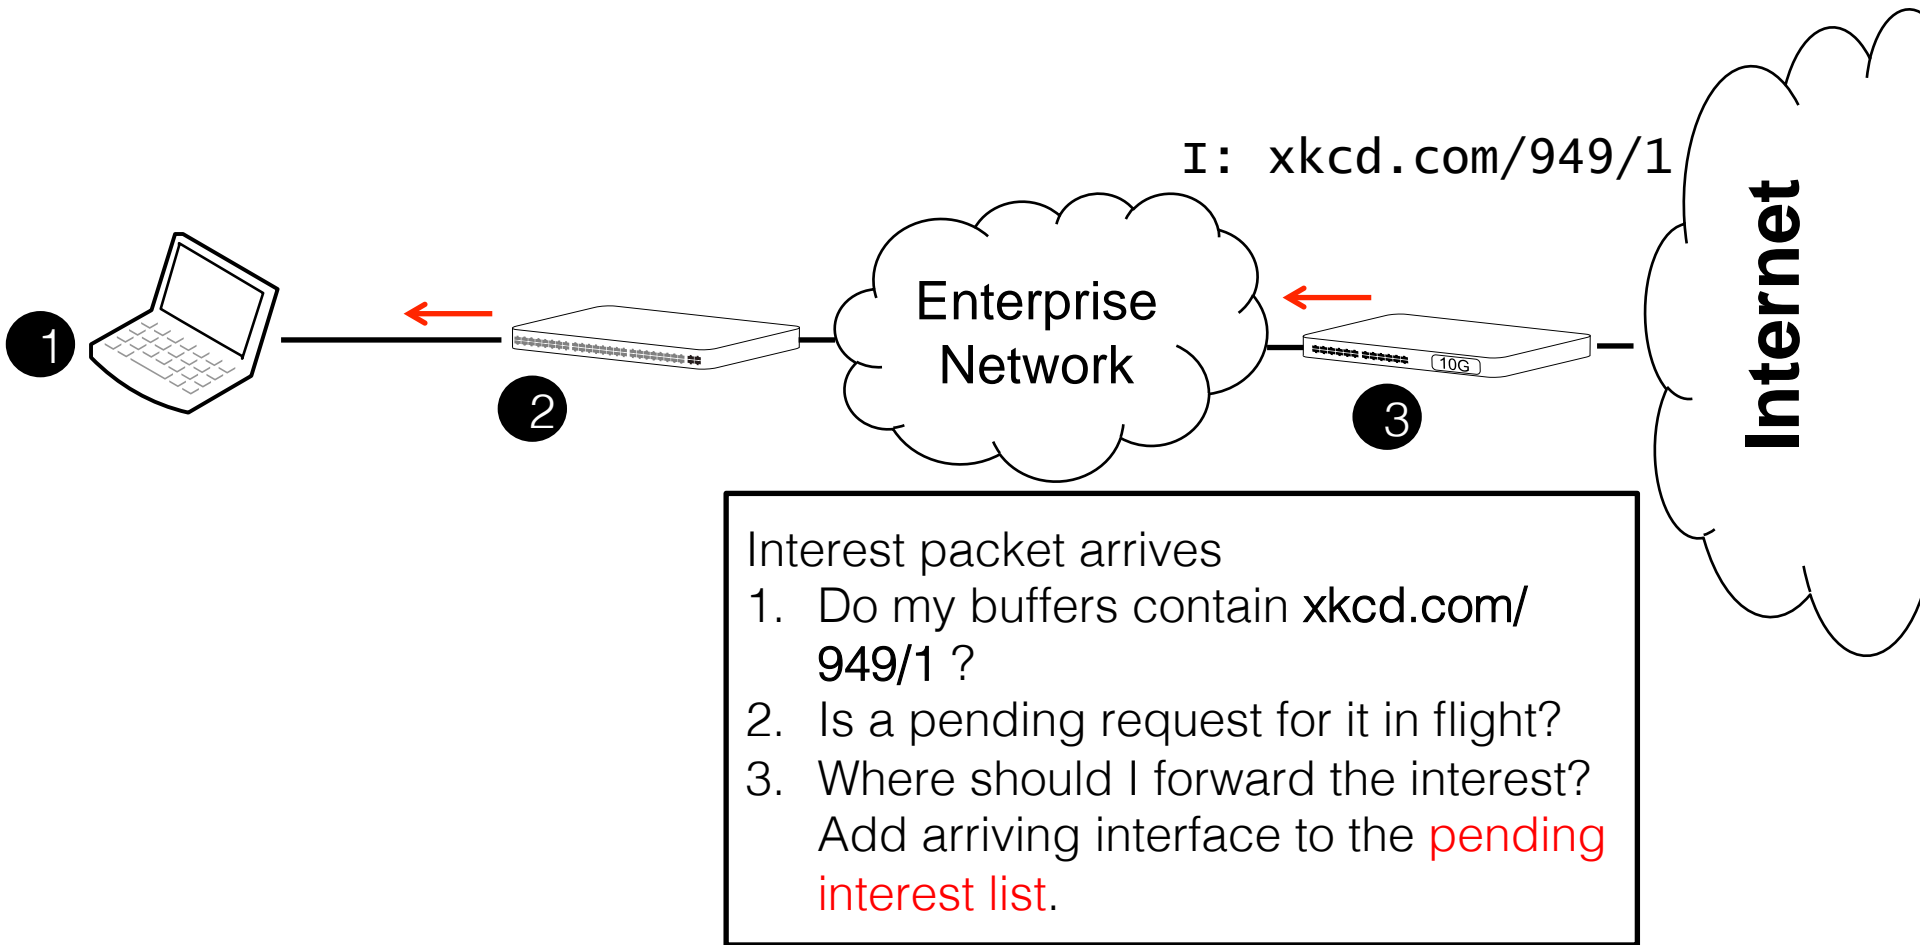 I: xkcd.com/949/1
Internet
Enterprise
Network
1
2
3
10G
Interest packet arrives
1. Do my buffers contain xkcd.com/
949/1 ?
2. Is a pending request for it in flight?
3. Where should I forward the interest?
Add arriving interface to the pending
interest list.